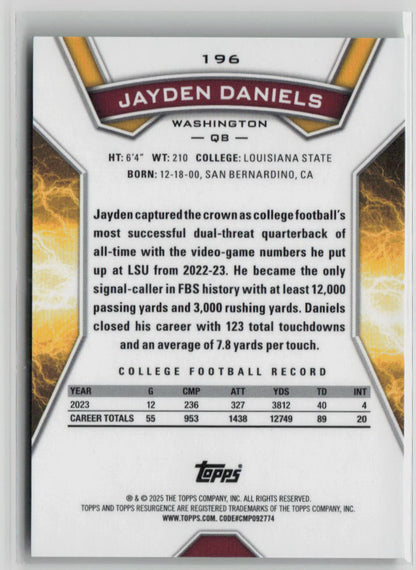 196
JAYDEN DANIELS
WASHINGTON
— QB —
HT: 6'4" WT: 210 COLLEGE: LOUISIANA STATE
BORN: 12-18-00, SAN BERNARDINO, CA
Jayden captured the crown as college football's
most successful dual-threat quarterback of
all-time with the video-game numbers he put
up at LSU from 2022-23. He became the only
signal-caller in FBS history with at least 12,000
passing yards and 3,000 rushing yards. Daniels
closed his career with 123 total touchdowns
and an average of 7.8 yards per touch.
COLLEGE FOOTBALL RECORD
YEAR G CMP ATT YDS TD INT
2023 12 236 327 3812 40 4
CAREER TOTALS 55 953 1438 12749 89 20
Topps
® & © 2025 THE TOPPS COMPANY, INC. ALL RIGHTS RESERVED.
TOPPS AND TOPPS RESURGENCE ARE REGISTERED TRADEMARKS OF THE TOPPS COMPANY, INC.
WWW.TOPPS.COM. CODE#CMP092774